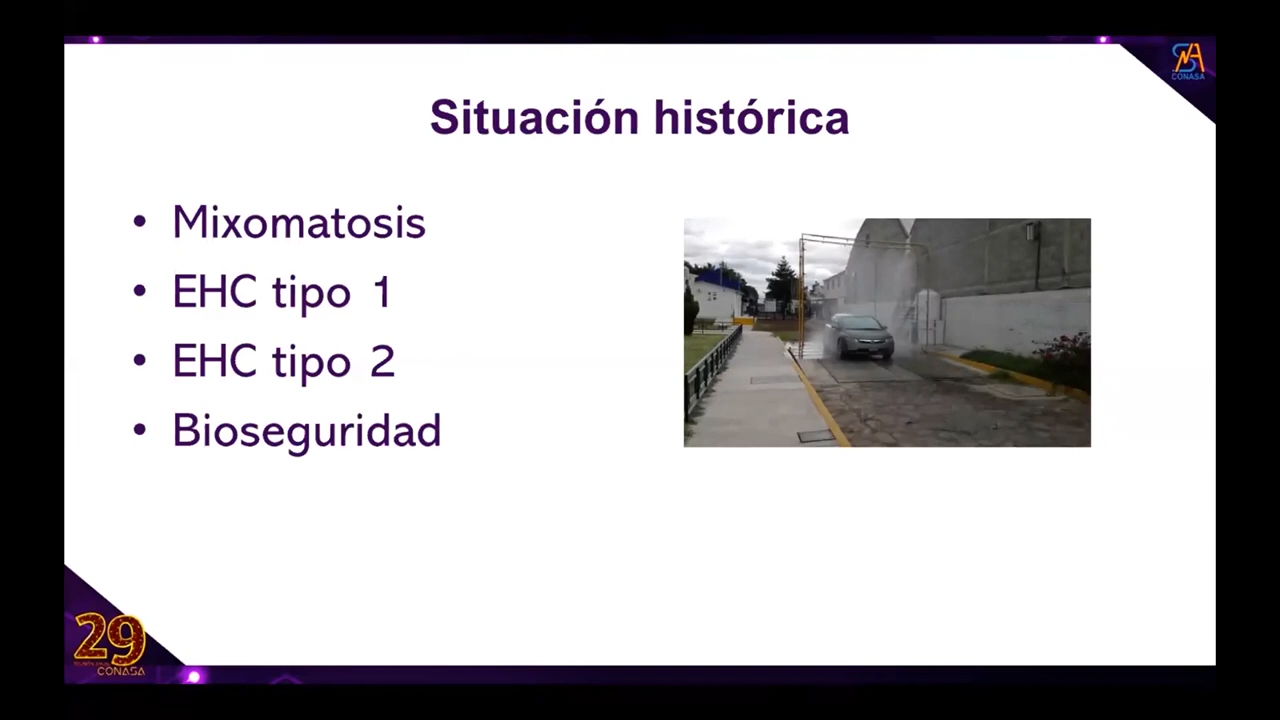 CONASA
Situación histórica
• Mixomatosis
• EHC tipo 1
• EHC tipo 2
• Bioseguridad
29
CONASA